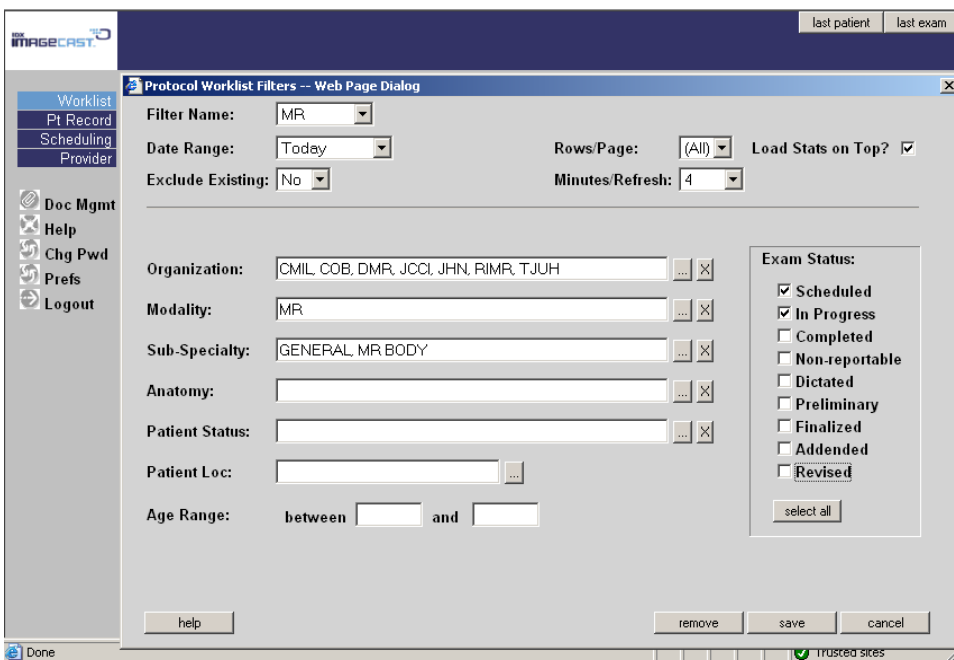 last patient last exam
IDX
IMAGECAST
Protocol Worklist Filters -- Web Page Dialog
Worklist
Pt Record
Scheduling
Provider
Doc Mgmt
Help
Chg Pwd
Prefs
Logout
Filter Name: MR
Date Range: Today Rows/Page: (All) Load Stats on Top?
Exclude Existing: No Minutes/Refresh: 4
Organization: CMIL, COB, DMR, JCCI, JHN, RIMR, TJUH ... X
Modality: MR ... X
Sub-Specialty: GENERAL, MR BODY ... X
Anatomy: ... X
Patient Status: ... X
Patient Loc: ...
Age Range: between and
Exam Status:
Scheduled
In Progress
Completed
Non-reportable
Dictated
Preliminary
Finalized
Addended
Revised
select all
help remove save cancel
Done Trusted sites